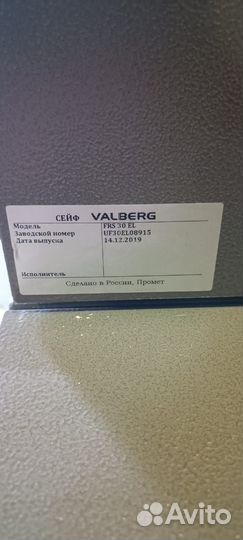 СЕЙФ VALBERG
Модель FRS 30 EL
Заводской номер UF30EL08915
Дата выпуска 14.12.2019
Исполнитель
Сделано в России, Промет
Avito